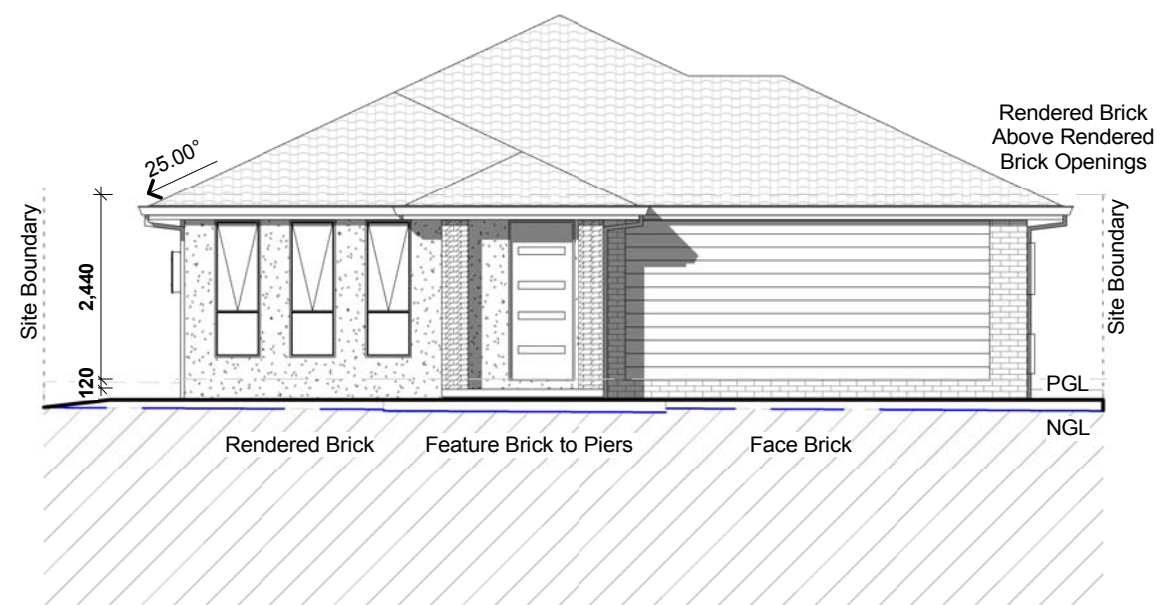 Rendered Brick
Above Rendered
Brick Openings
25.00°
Site Boundary
2,440
120
Site Boundary
PGL
NGL
Rendered Brick
Feature Brick to Piers
Face Brick